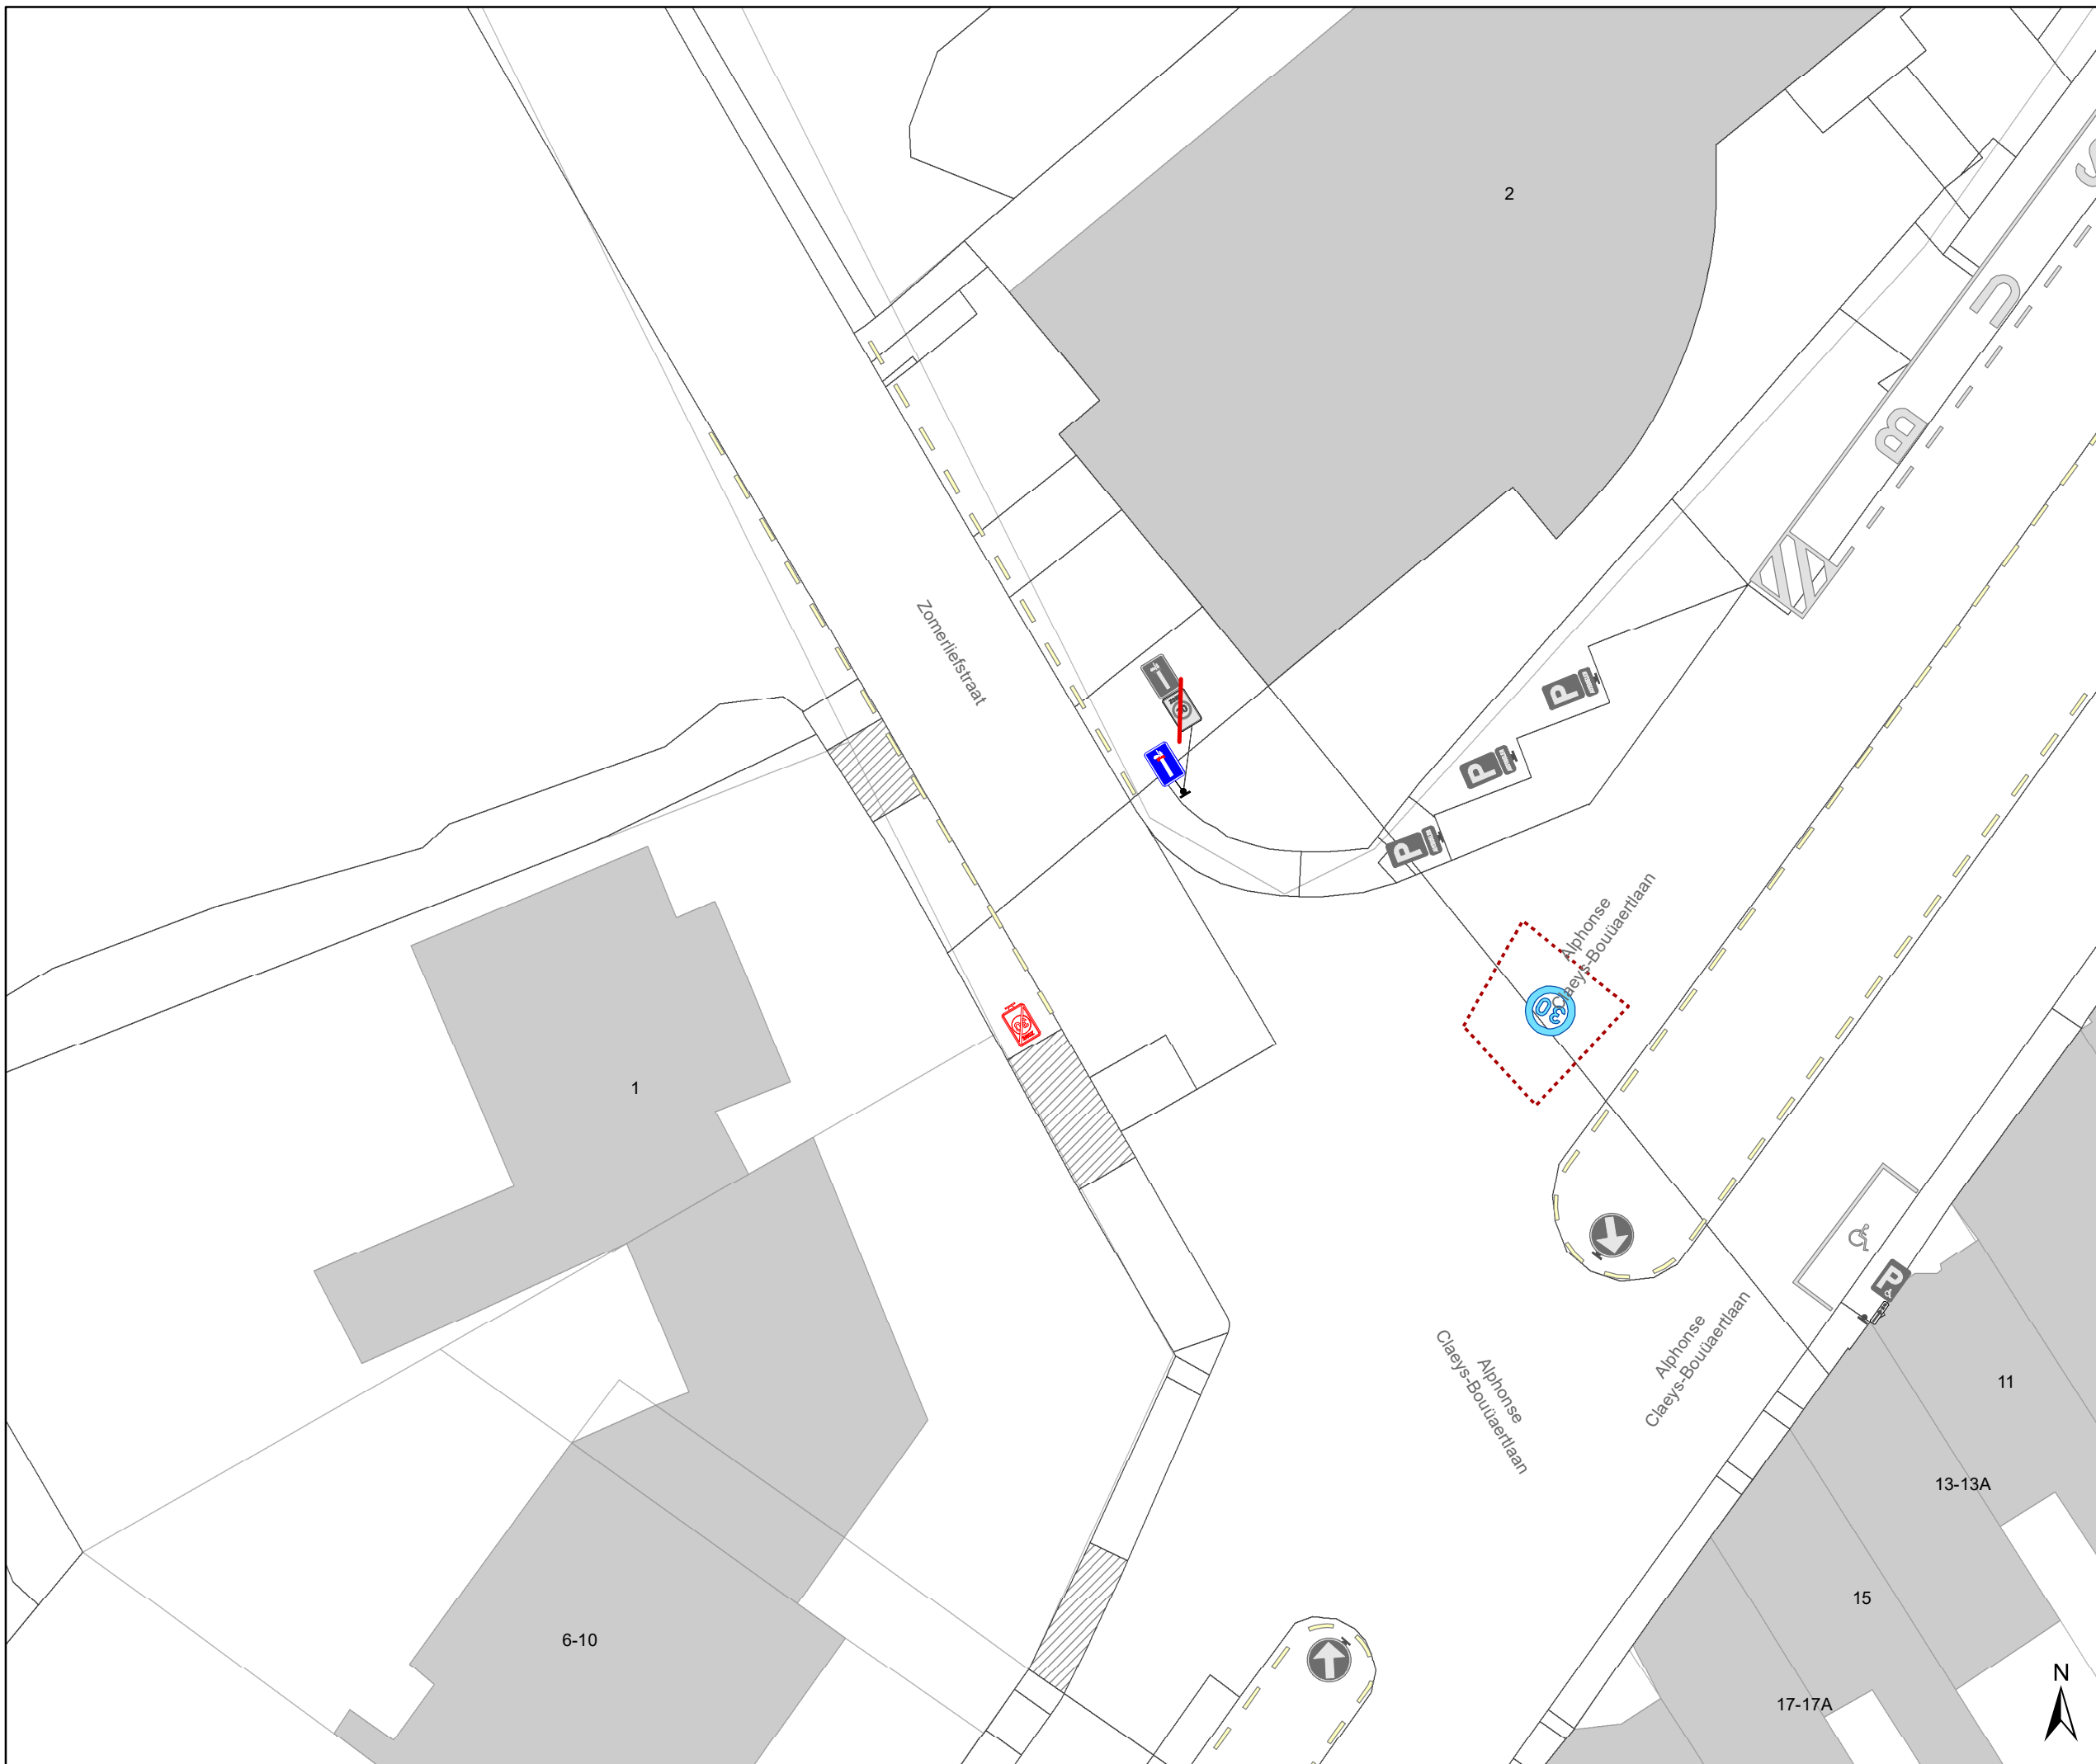 2
S
U
B
Zomerliefstraat
P
P
P
Alphonse
Claeys-Bouüaertlaan
30
1
P
11
Alphonse
Claeys-Bouüaertlaan
Alphonse
Claeys-Bouüaertlaan
13-13A
15
6-10
17-17A
N